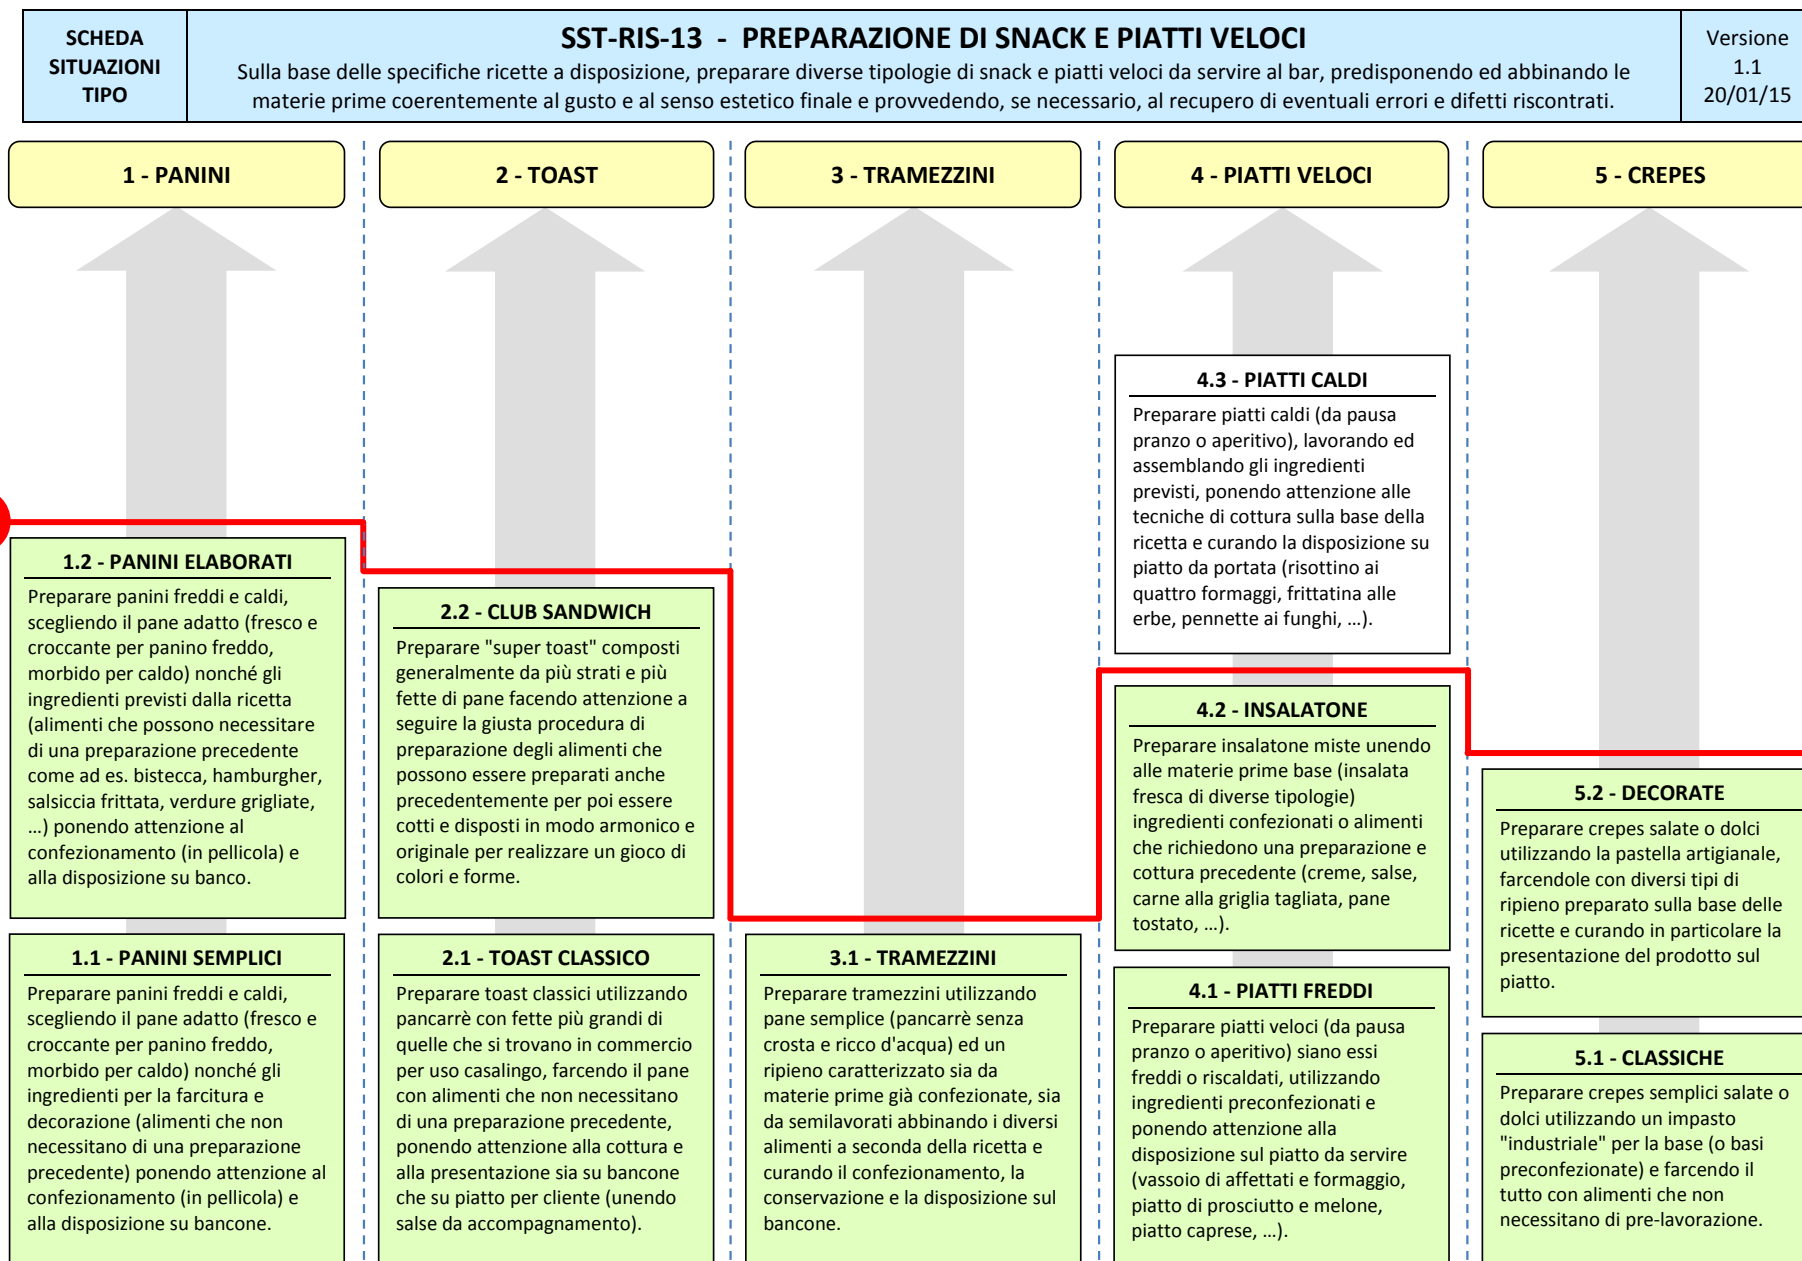 SCHEDA
SITUAZIONI
TIPO
SST-RIS-13 - PREPARAZIONE DI SNACK E PIATTI VELOCI
Sulla base delle specifiche ricette a disposizione, preparare diverse tipologie di snack e piatti veloci da servire al bar, predisponendo ed abbinando le
materie prime coerentemente al gusto e al senso estetico finale e provvedendo, se necessario, al recupero di eventuali errori e difetti riscontrati.
Versione
1.1
20/01/15
1 - PANINI
2 - TOAST
3 - TRAMEZZINI
4 - PIATTI VELOCI
5 - CREPES
1.2 - PANINI ELABORATI
Preparare panini freddi e caldi,
scegliendo il pane adatto (fresco e
croccante per panino freddo,
morbido per caldo) nonché gli
ingredienti previsti dalla ricetta
(alimenti che possono necessitare
di una preparazione precedente
come ad es. bistecca, hamburgher,
salsiccia frittata, verdure grigliate,
…) ponendo attenzione al
confezionamento (in pellicola) e
alla disposizione su banco.
1.1 - PANINI SEMPLICI
Preparare panini freddi e caldi,
scegliendo il pane adatto (fresco e
croccante per panino freddo,
morbido per caldo) nonché gli
ingredienti per la farcitura e
decorazione (alimenti che non
necessitano di una preparazione
precedente) ponendo attenzione al
confezionamento (in pellicola) e
alla disposizione su bancone.
2.2 - CLUB SANDWICH
Preparare "super toast" composti
generalmente da più strati e più
fette di pane facendo attenzione a
seguire la giusta procedura di
preparazione degli alimenti che
possono essere preparati anche
precedentemente per poi essere
cotti e disposti in modo armonico e
originale per realizzare un gioco di
colori e forme.
2.1 - TOAST CLASSICO
Preparare toast classici utilizzando
pancarrè con fette più grandi di
quelle che si trovano in commercio
per uso casalingo, farcendo il pane
con alimenti che non necessitano
di una preparazione precedente,
ponendo attenzione alla cottura e
alla presentazione sia su bancone
che su piatto per cliente (unendo
salse da accompagnamento).
3.1 - TRAMEZZINI
Preparare tramezzini utilizzando
pane semplice (pancarrè senza
crosta e ricco d'acqua) ed un
ripieno caratterizzato sia da
materie prime già confezionate, sia
da semilavorati abbinando i diversi
alimenti a seconda della ricetta e
curando il confezionamento, la
conservazione e la disposizione sul
bancone.
4.3 - PIATTI CALDI
Preparare piatti caldi (da pausa
pranzo o aperitivo), lavorando ed
assemblando gli ingredienti
previsti, ponendo attenzione alle
tecniche di cottura sulla base della
ricetta e curando la disposizione su
piatto da portata (risottino ai
quattro formaggi, frittatina alle
erbe, pennette ai funghi, …).
4.2 - INSALATONE
Preparare insalatone miste unendo
alle materie prime base (insalata
fresca di diverse tipologie)
ingredienti confezionati o alimenti
che richiedono una preparazione e
cottura precedente (creme, salse,
carne alla griglia tagliata, pane
tostato, …).
4.1 - PIATTI FREDDI
Preparare piatti veloci (da pausa
pranzo o aperitivo) siano essi
freddi o riscaldati, utilizzando
ingredienti preconfezionati e
ponendo attenzione alla
disposizione sul piatto da servire
(vassoio di affettati e formaggio,
piatto di prosciutto e melone,
piatto caprese, …).
5.2 - DECORATE
Preparare crepes salate o dolci
utilizzando la pastella artigianale,
farcendole con diversi tipi di
ripieno preparato sulla base delle
ricette e curando in particolare la
presentazione del prodotto sul
piatto.
5.1 - CLASSICHE
Preparare crepes semplici salate o
dolci utilizzando un impasto
"industriale" per la base (o basi
preconfezionate) e farcendo il
tutto con alimenti che non
necessitano di pre-lavorazione.